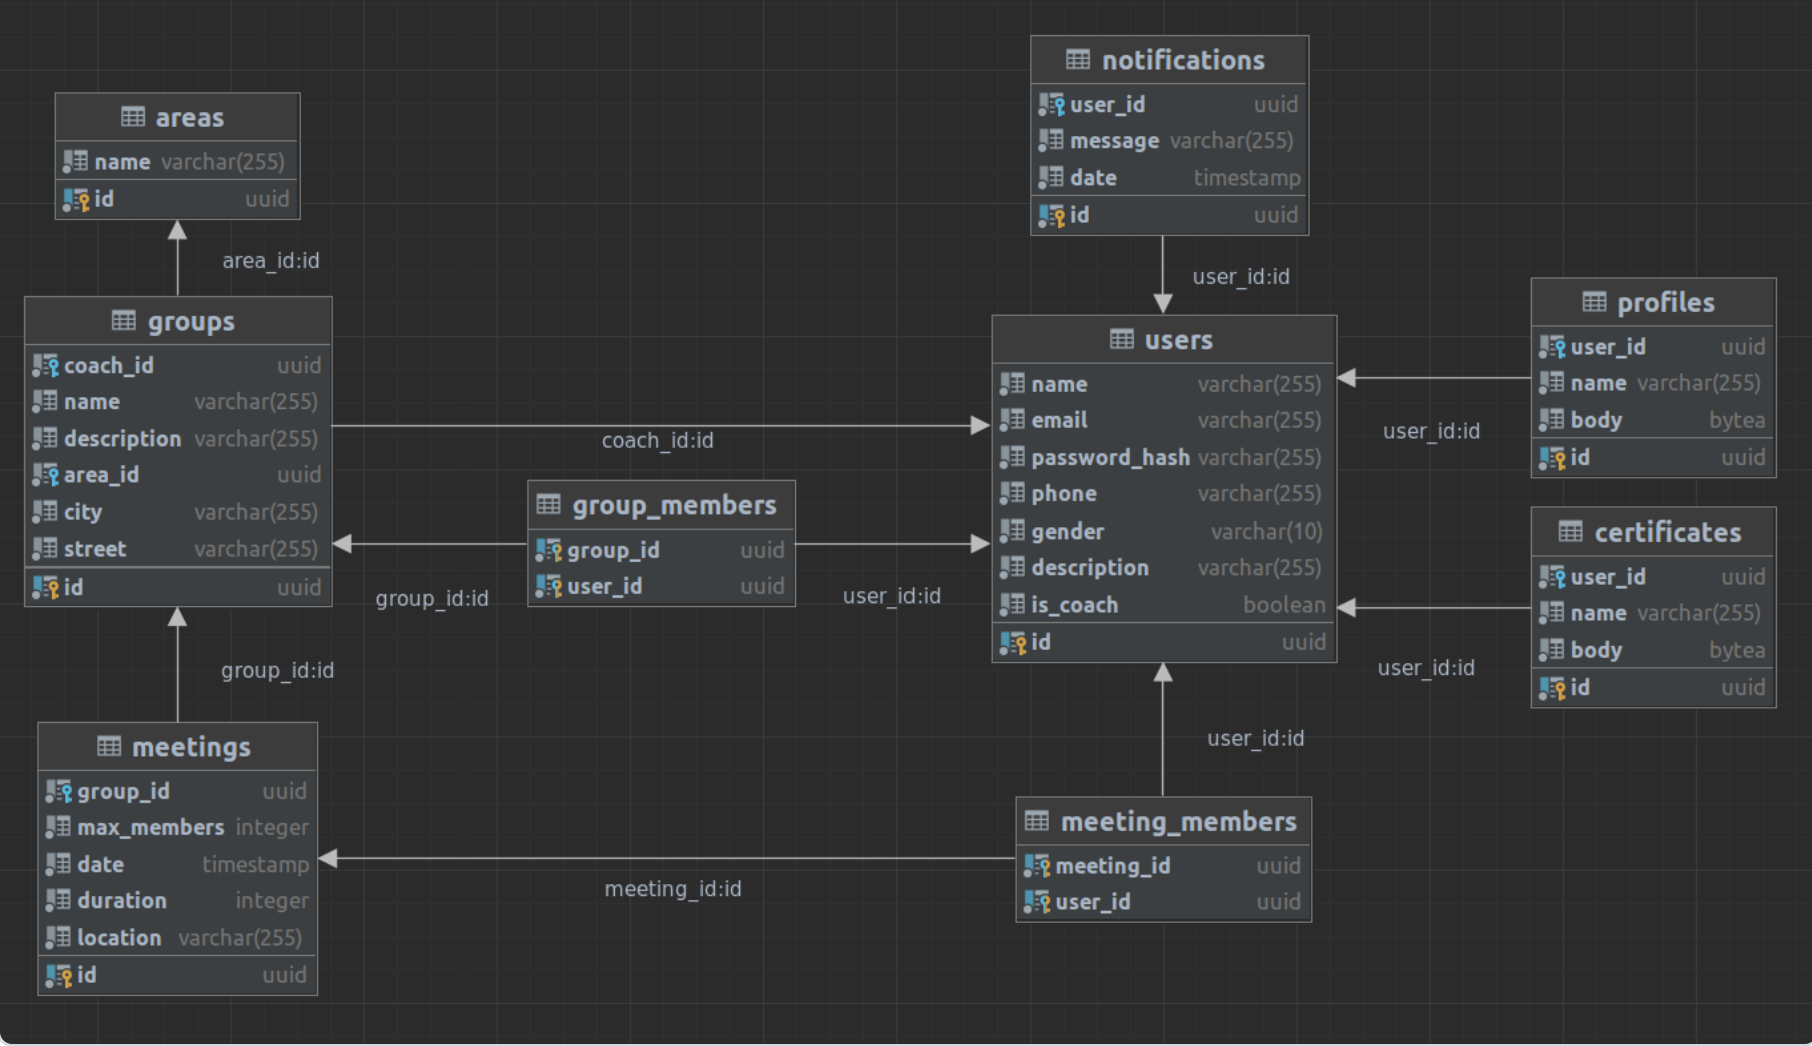 areas
name varchar(255)
id uuid
area_id:id
groups
coach_id uuid
name varchar(255)
description varchar(255)
area_id uuid
city varchar(255)
street varchar(255)
id uuid
group_id:id
meetings
group_id uuid
max_members integer
date timestamp
duration integer
location varchar(255)
id uuid
coach_id:id
group_members
group_id uuid
user_id uuid
group_id:id
user_id:id
meeting_id:id
notifications
user_id uuid
message varchar(255)
date timestamp
id uuid
user_id:id
users
name varchar(255)
email varchar(255)
password_hash varchar(255)
phone varchar(255)
gender varchar(10)
description varchar(255)
is_coach boolean
id uuid
user_id:id
meeting_members
meeting_id uuid
user_id uuid
profiles
user_id uuid
name varchar(255)
body bytea
id uuid
user_id:id
certificates
user_id uuid
name varchar(255)
body bytea
id uuid
user_id:id